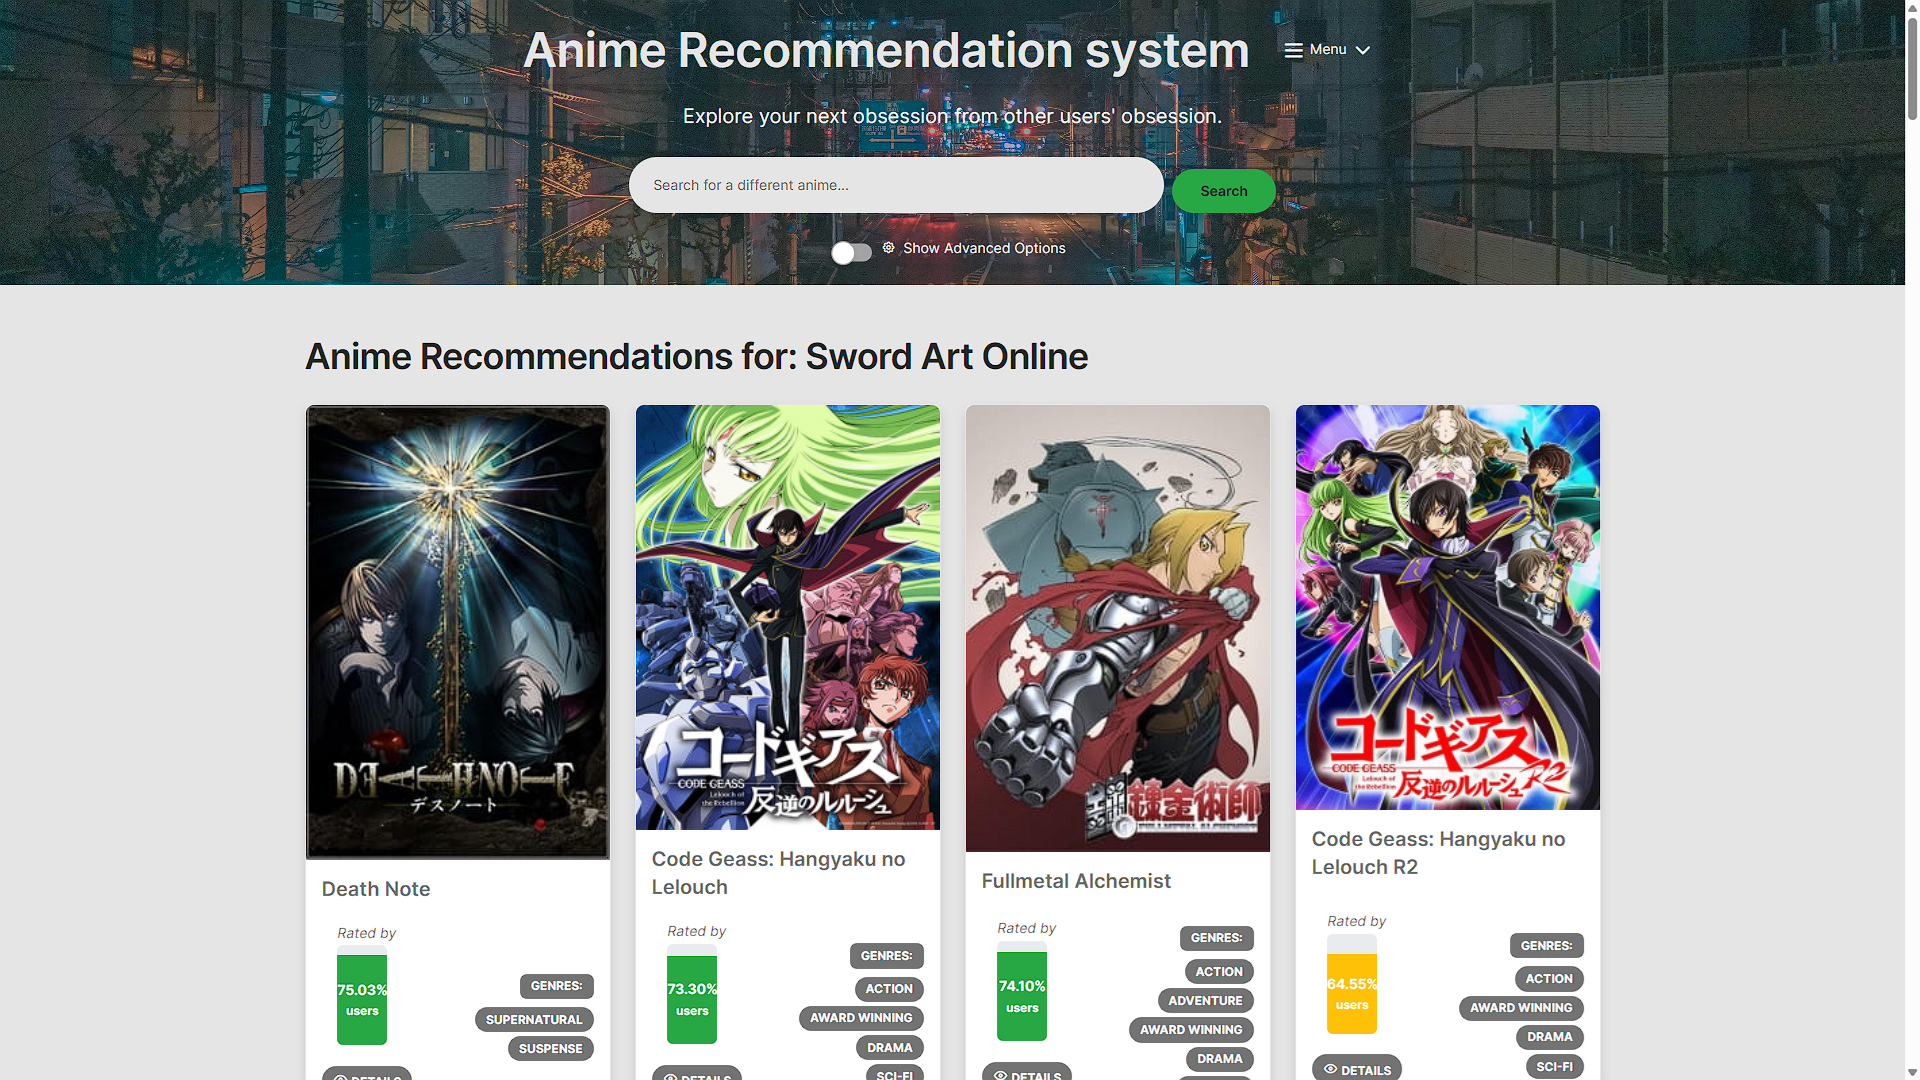 Anime Recommendation system
Menu
Explore your next obsession from other users' obsession.
Search for a different anime...
Search
Show Advanced Options
Anime Recommendations for: Sword Art Online
DEATH NOTE
デスノート
Death Note
Rated by
75.03%
users
GENRES:
SUPERNATURAL
SUSPENSE
DETAILS
コードギアス
CODE GEASS
Lelouch of
the Rebellion
反逆のルルーシュ
Code Geass: Hangyaku no
Lelouch
Rated by
73.30%
users
GENRES:
ACTION
AWARD WINNING
DRAMA
SCI-FI
DETAILS
鋼の錬金術師
FULLMETAL ALCHEMIST
Fullmetal Alchemist
Rated by
74.10%
users
GENRES:
ACTION
ADVENTURE
AWARD WINNING
DRAMA
DETAILS
コードギアス
CODE GEASS
Lelouch of
the Rebellion
反逆のルルーシュ R2
Code Geass: Hangyaku no
Lelouch R2
Rated by
64.55%
users
GENRES:
ACTION
AWARD WINNING
DRAMA
SCI-FI
DETAILS